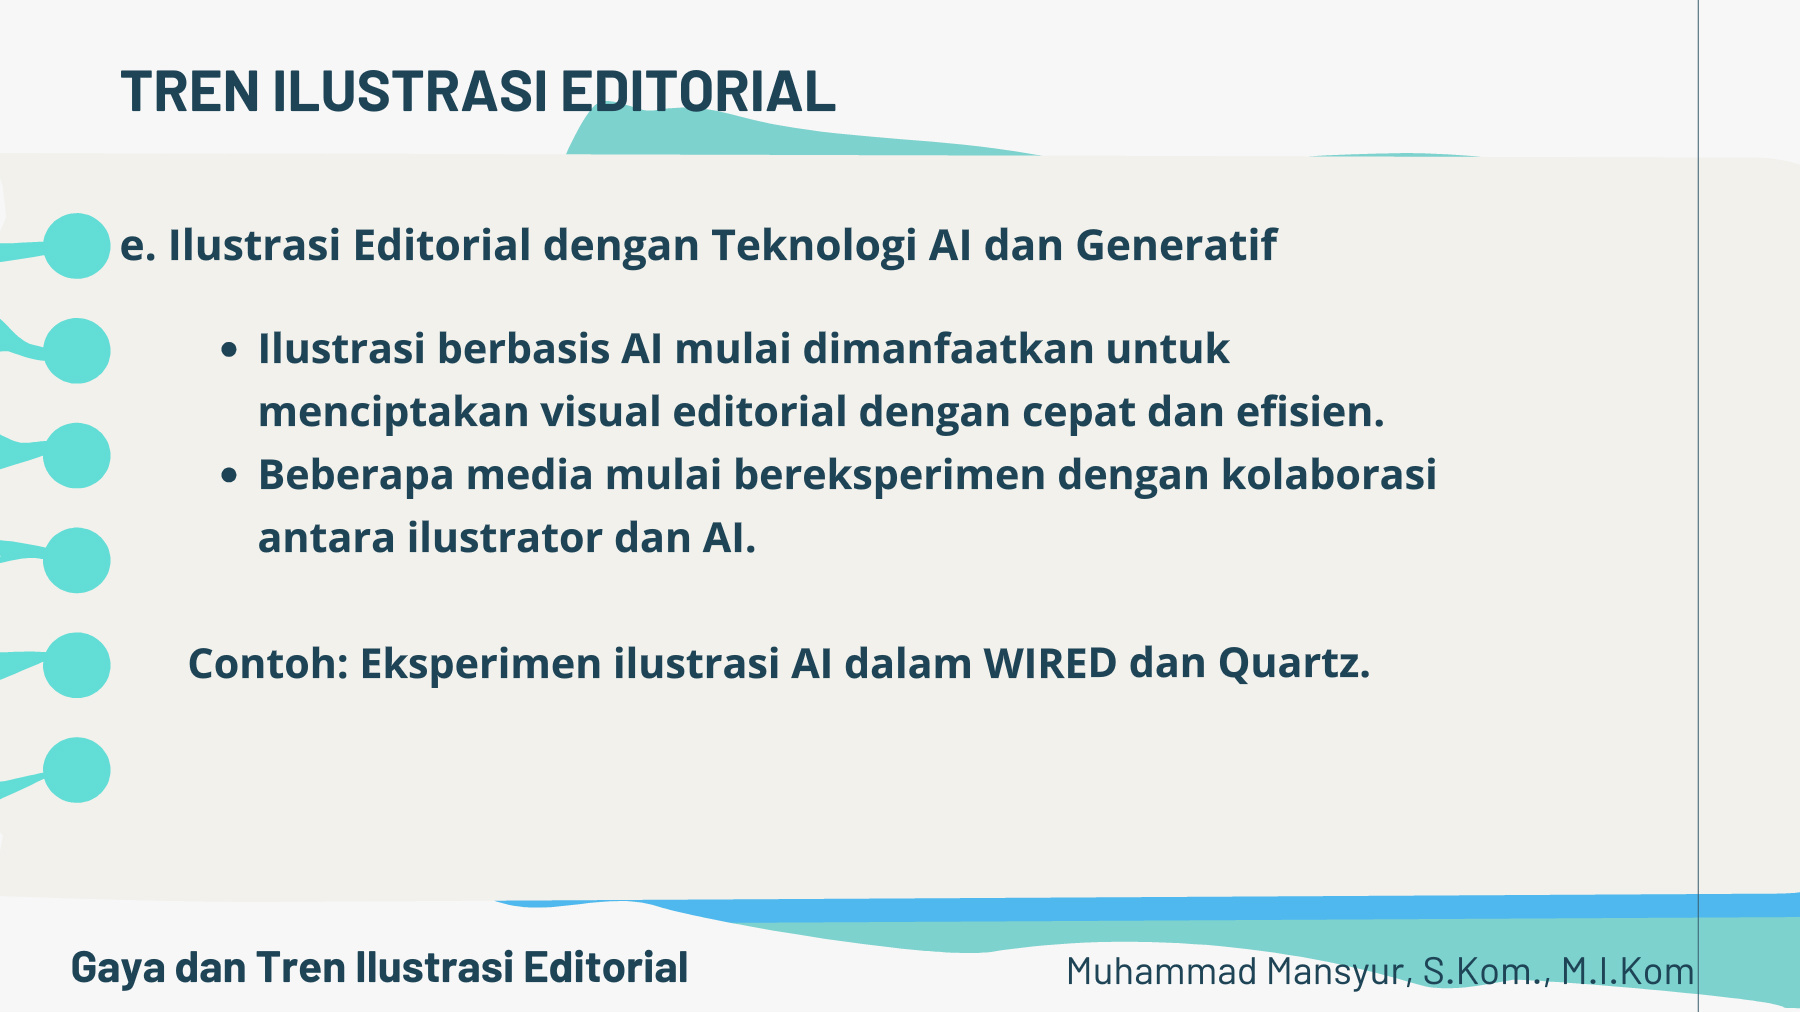 TREN ILUSTRASI EDITORIAL
e. Ilustrasi Editorial dengan Teknologi AI dan Generatif
• Ilustrasi berbasis AI mulai dimanfaatkan untuk
menciptakan visual editorial dengan cepat dan efisien.
• Beberapa media mulai bereksperimen dengan kolaborasi
antara ilustrator dan AI.
Contoh: Eksperimen ilustrasi AI dalam WIRED dan Quartz.
Gaya dan Tren Ilustrasi Editorial
Muhammad Mansyur, S.Kom., M.I.Kom